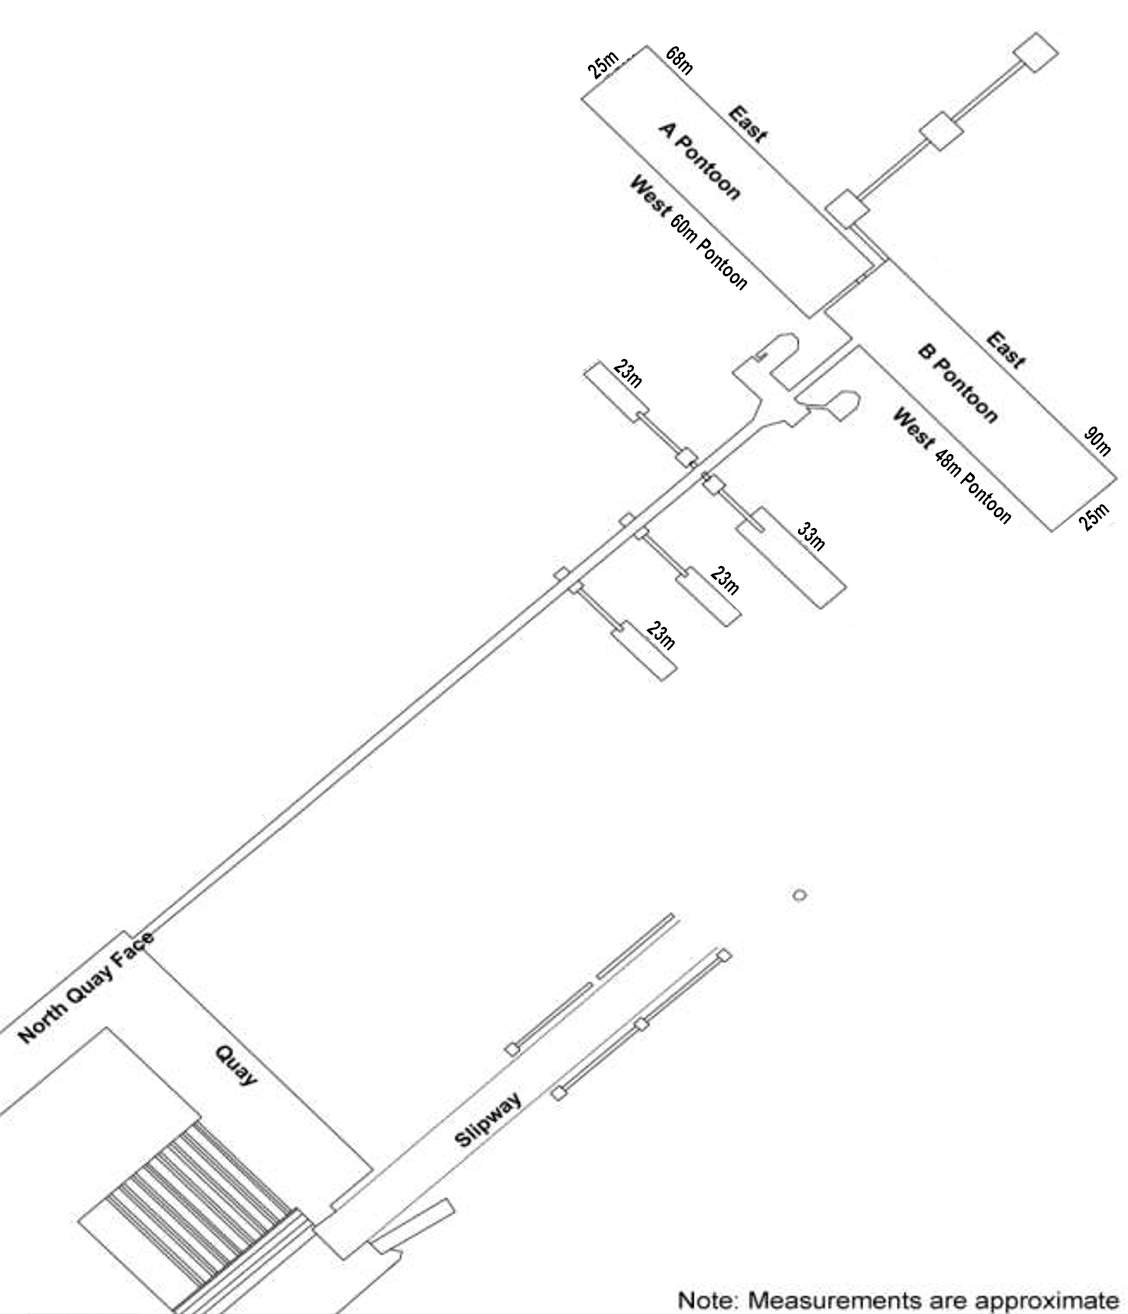 25m
68m
East
A Pontoon
West 60m Pontoon
East
B Pontoon
West 48m Pontoon
90m
25m
23m
33m
23m
23m
North Quay Face
Quay
Slipway
Note: Measurements are approximate